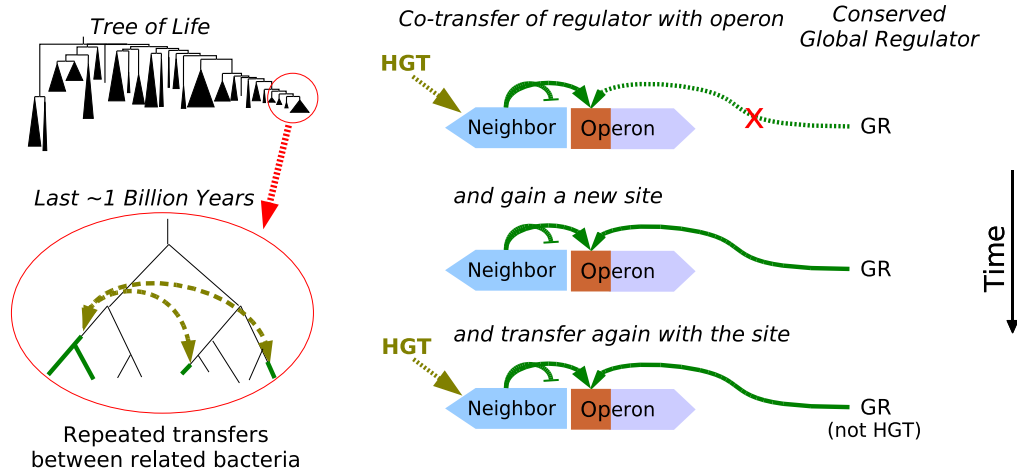 Tree of Life
Last ~1 Billion Years
Repeated transfers
between related bacteria
Co-transfer of regulator with operon
Conserved
Global Regulator
HGT
Neighbor
Operon
X
GR
and gain a new site
Neighbor
Operon
GR
and transfer again with the site
HGT
Neighbor
Operon
GR
(not HGT)
Time